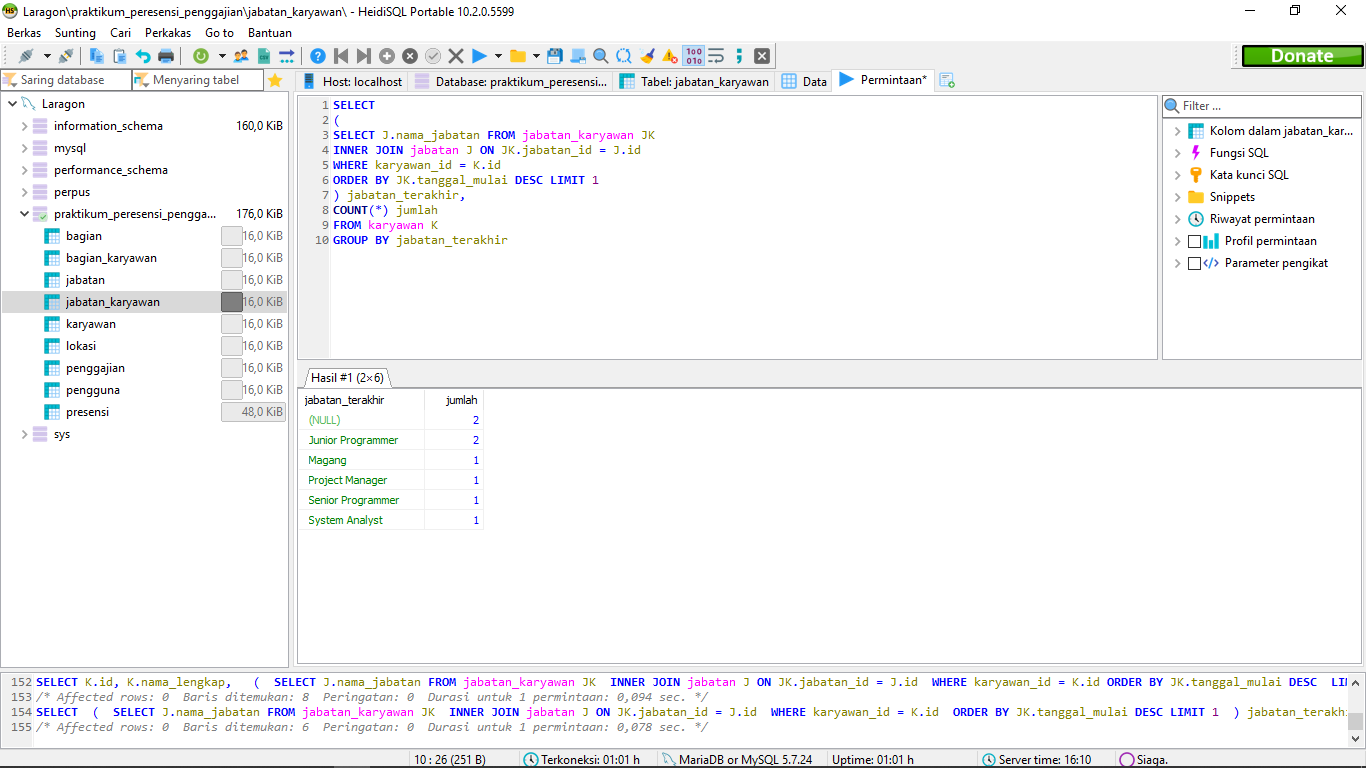 Laragon\praktikum_peresensi_penggajian\jabatan_karyawan\ - HeidiSQL Portable 10.2.0.5599
Berkas Sunting Cari Perkakas Go to Bantuan
Donate
Saring database Menyaring tabel
Host: localhost Database: praktikum_peresensi... Tabel: jabatan_karyawan Data Permintaan*
Laragon
information_schema 160,0 KiB
mysql
performance_schema
perpus
praktikum_peresensi_pengga... 176,0 KiB
bagian 16,0 KiB
bagian_karyawan 16,0 KiB
jabatan 16,0 KiB
jabatan_karyawan 16,0 KiB
karyawan 16,0 KiB
lokasi 16,0 KiB
penggajian 16,0 KiB
pengguna 16,0 KiB
presensi 48,0 KiB
sys
1 SELECT
2 (
3 SELECT J.nama_jabatan FROM jabatan_karyawan JK
4 INNER JOIN jabatan J ON JK.jabatan_id = J.id
5 WHERE karyawan_id = K.id
6 ORDER BY JK.tanggal_mulai DESC LIMIT 1
7 ) jabatan_terakhir,
8 COUNT(*) jumlah
9 FROM karyawan K
10 GROUP BY jabatan_terakhir
Filter ...
Kolom dalam jabatan_kar...
Fungsi SQL
Kata kunci SQL
Snippets
Riwayat permintaan
Profil permintaan
Parameter pengikat
Hasil #1 (2×6)
jabatan_terakhir jumlah
(NULL) 2
Junior Programmer 2
Magang 1
Project Manager 1
Senior Programmer 1
System Analyst 1
152 SELECT K.id, K.nama_lengkap, ( SELECT J.nama_jabatan FROM jabatan_karyawan JK INNER JOIN jabatan J ON JK.jabatan_id = J.id WHERE karyawan_id = K.id ORDER BY JK.tanggal_mulai DESC LI
153 /* Affected rows: 0 Baris ditemukan: 8 Peringatan: 0 Durasi untuk 1 permintaan: 0,094 sec. */
154 SELECT ( SELECT J.nama_jabatan FROM jabatan_karyawan JK INNER JOIN jabatan J ON JK.jabatan_id = J.id WHERE karyawan_id = K.id ORDER BY JK.tanggal_mulai DESC LIMIT 1 ) jabatan_terakh
155 /* Affected rows: 0 Baris ditemukan: 6 Peringatan: 0 Durasi untuk 1 permintaan: 0,078 sec. */
10 : 26 (251 B) Terkoneksi: 01:01 h MariaDB or MySQL 5.7.24 Uptime: 01:01 h Server time: 16:10 Siaga.